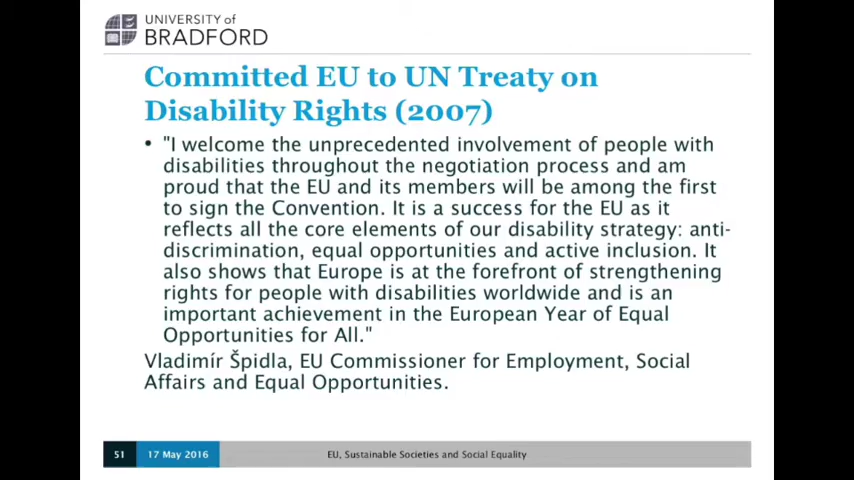 UNIVERSITY of
BRADFORD
Committed EU to UN Treaty on
Disability Rights (2007)
• "I welcome the unprecedented involvement of people with
disabilities throughout the negotiation process and am
proud that the EU and its members will be among the first
to sign the Convention. It is a success for the EU as it
reflects all the core elements of our disability strategy: anti-
discrimination, equal opportunities and active inclusion. It
also shows that Europe is at the forefront of strengthening
rights for people with disabilities worldwide and is an
important achievement in the European Year of Equal
Opportunities for All."
Vladimír Špidla, EU Commissioner for Employment, Social
Affairs and Equal Opportunities.
51 17 May 2016 EU, Sustainable Societies and Social Equality